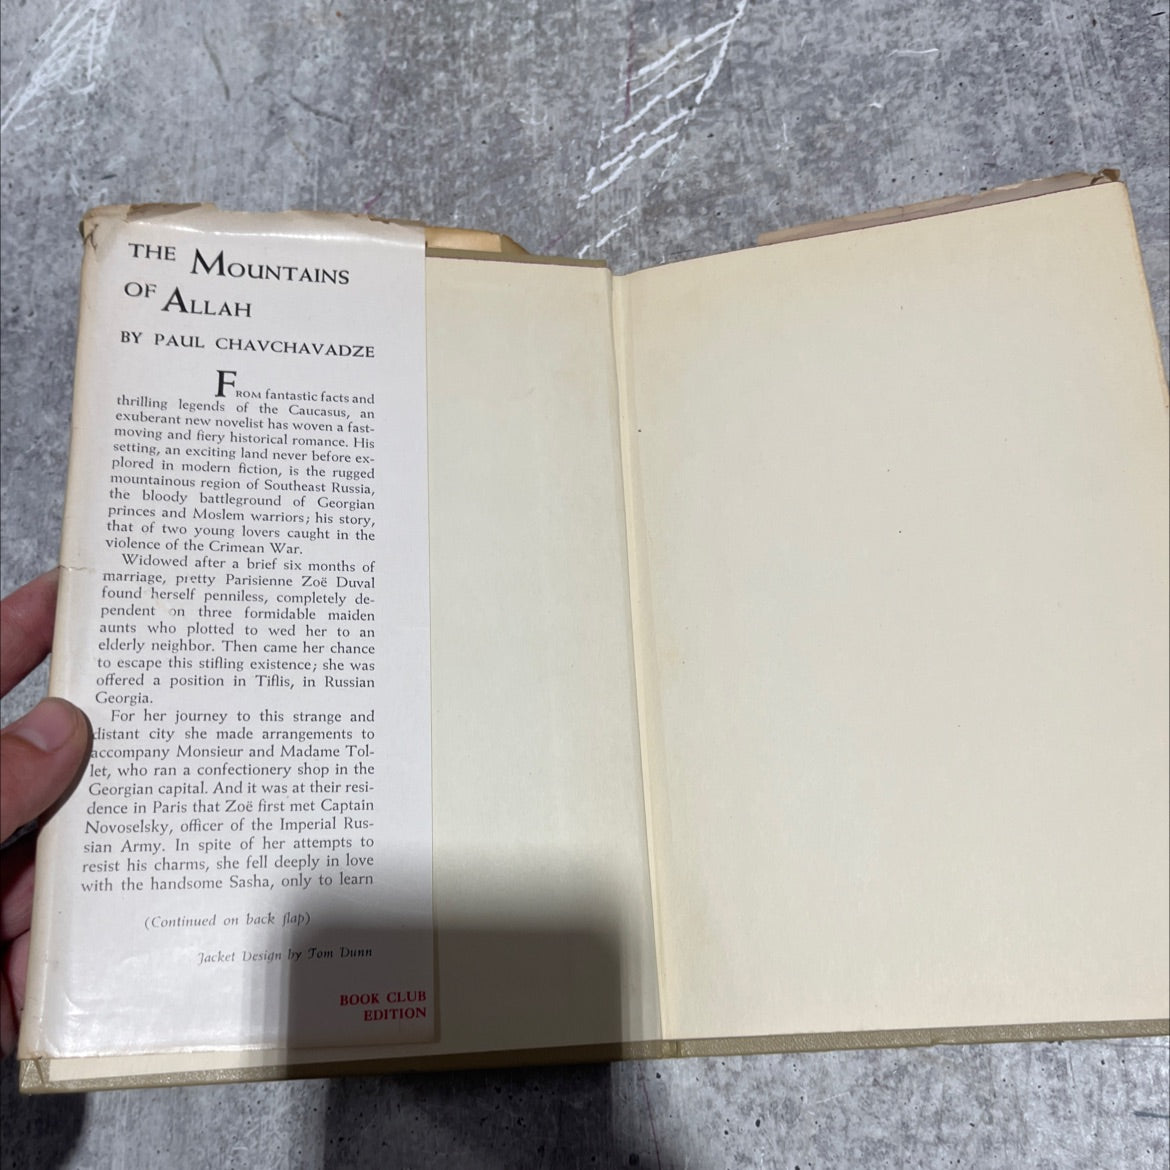 THE MOUNTAINS
OF ALLAH
BY PAUL CHAVCHAVADZE
FROM fantastic facts and
thrilling legends of the Caucasus, an
exuberant new novelist has woven a fast-
moving and fiery historical romance. His
setting, an exciting land never before ex-
plored in modern fiction, is the rugged
mountainous region of Southeast Russia,
the bloody battleground of Georgian
princes and Moslem warriors; his story,
that of two young lovers caught in the
violence of the Crimean War.
Widowed after a brief six months of
marriage, pretty Parisienne Zoë Duval
found herself penniless, completely de-
pendent on three formidable maiden
aunts who plotted to wed her to an
elderly neighbor. Then came her chance
to escape this stifling existence; she was
offered a position in Tiflis, in Russian
Georgia.
For her journey to this strange and
distant city she made arrangements to
accompany Monsieur and Madame Tol-
let, who ran a confectionery shop in the
Georgian capital. And it was at their resi-
dence in Paris that Zoë first met Captain
Novoselsky, officer of the Imperial Rus-
sian Army. In spite of her attempts to
resist his charms, she fell deeply in love
with the handsome Sasha, only to learn
(Continued on back flap)
Jacket Design by Tom Dunn
BOOK CLUB
EDITION